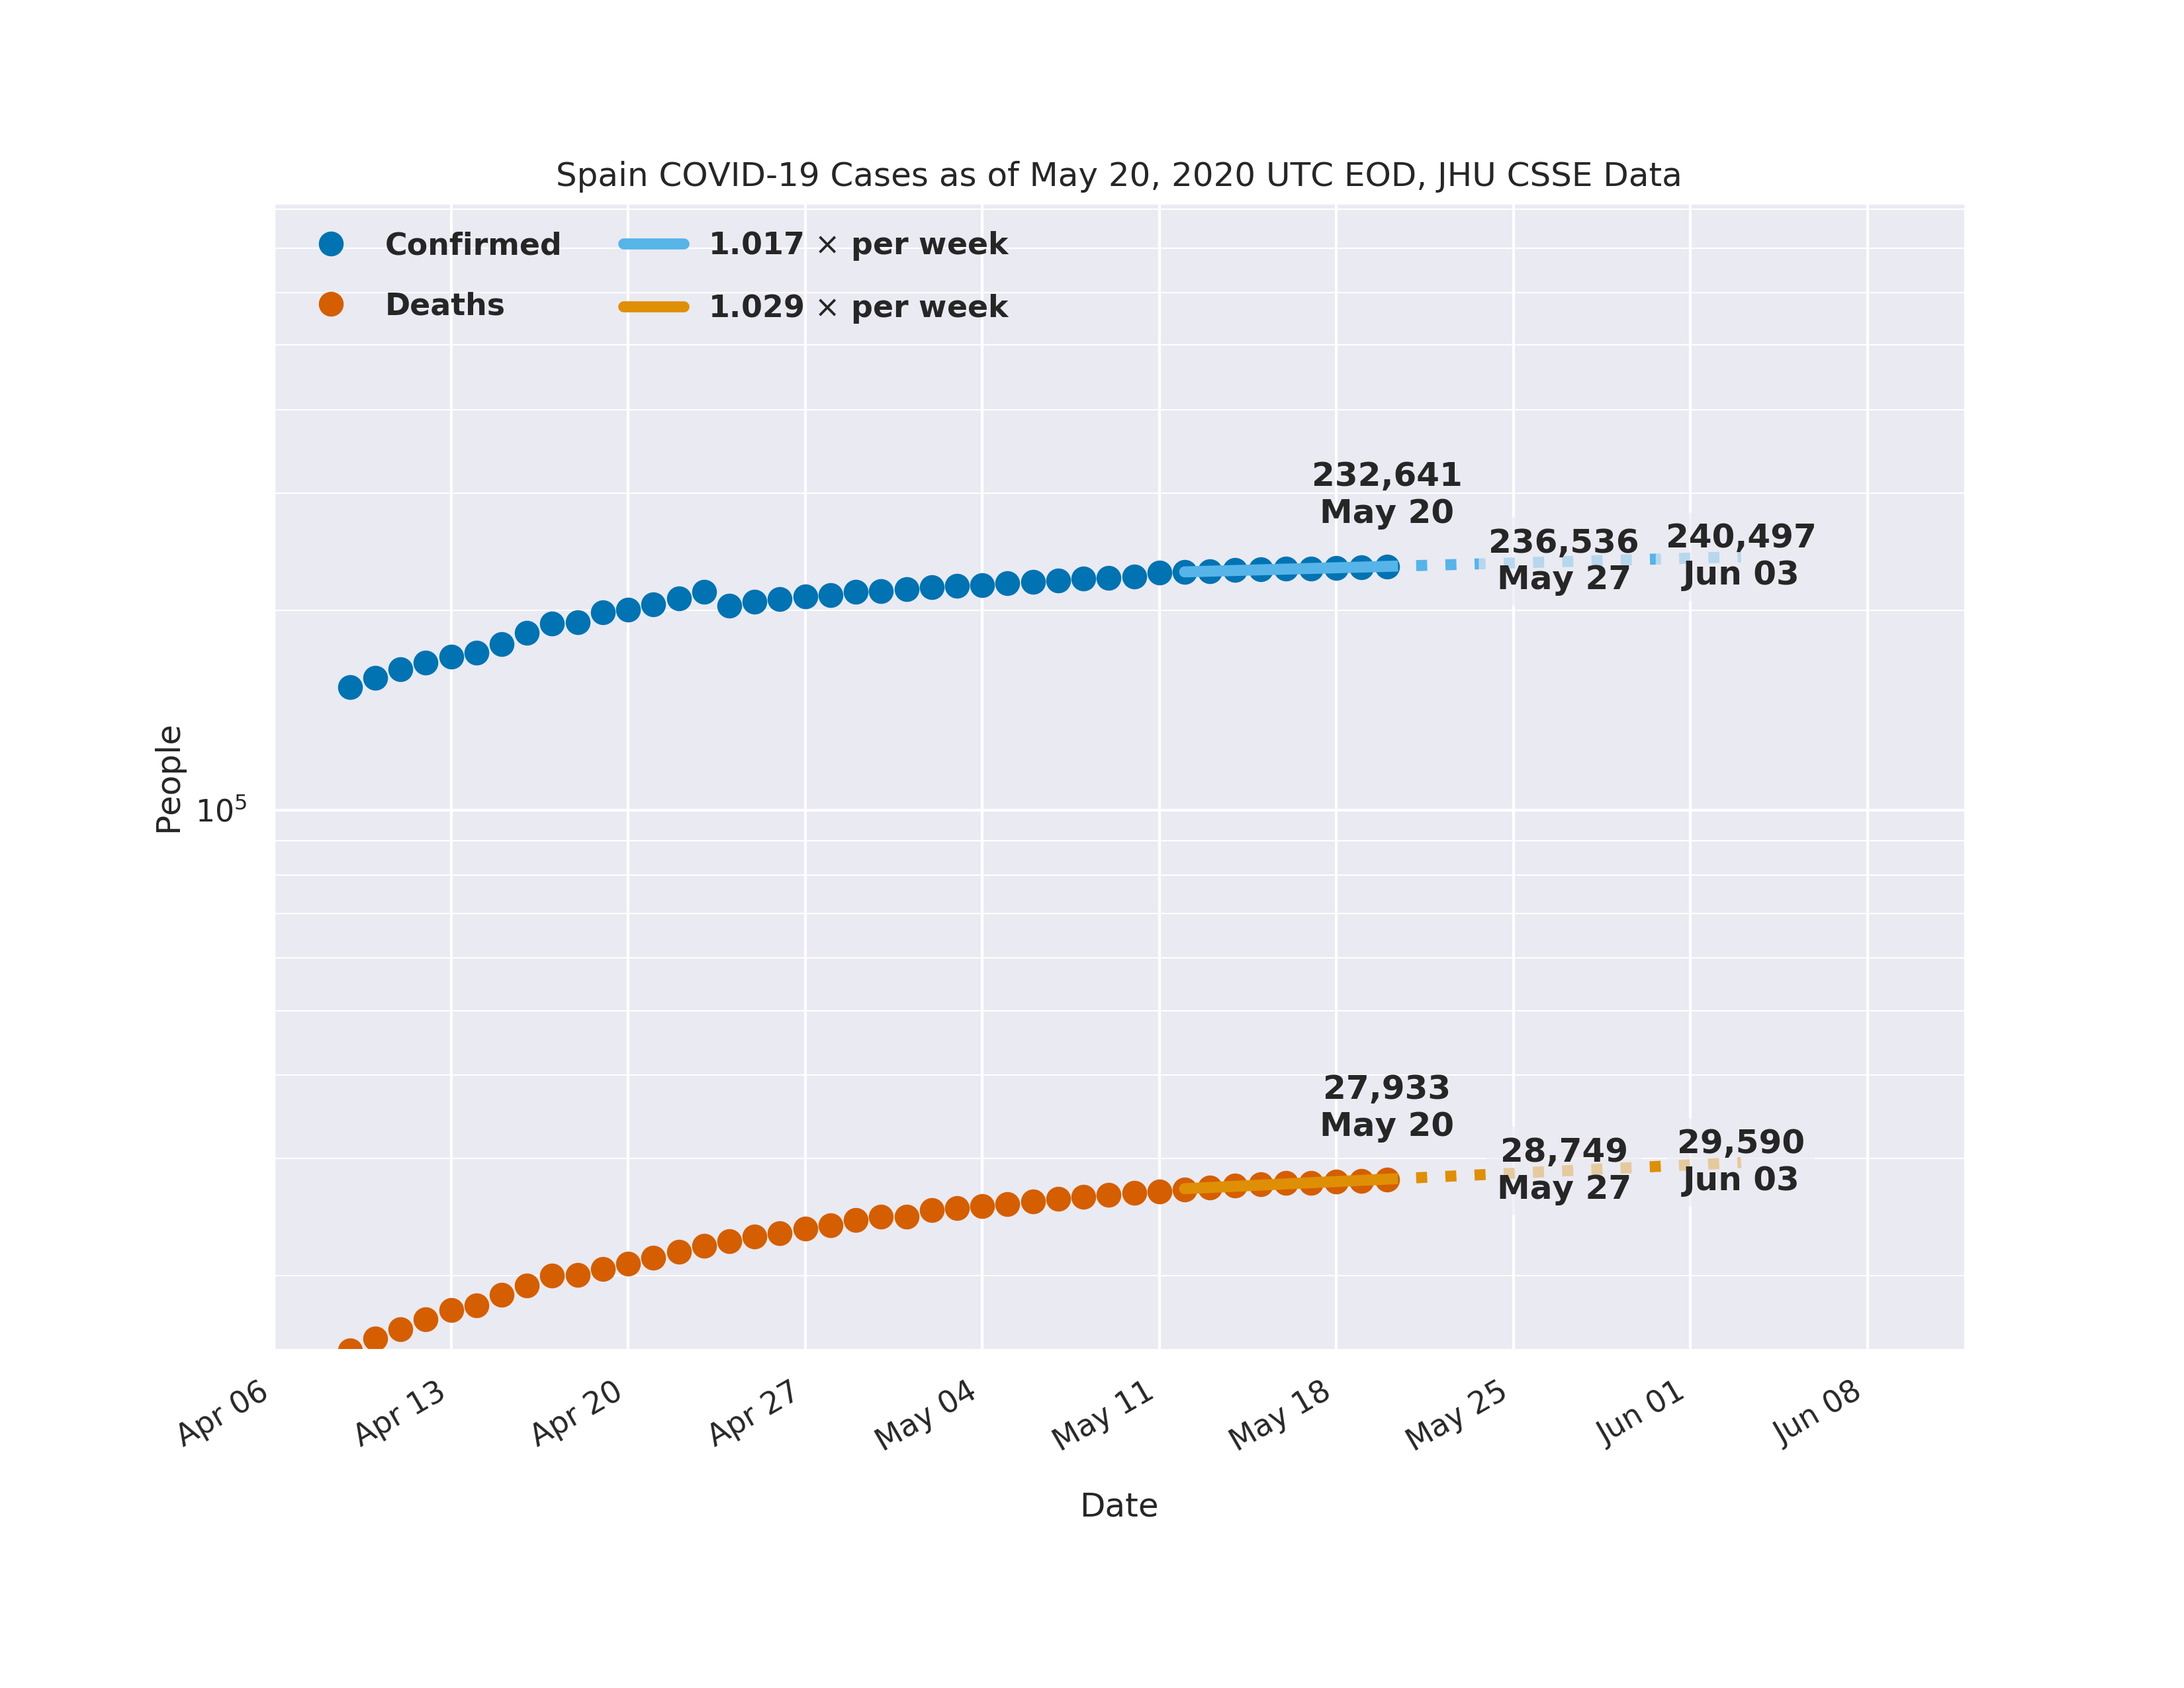 Spain COVID-19 Cases as of May 20, 2020 UTC EOD, JHU CSSE Data
Confirmed
Deaths
1.017 × per week
1.029 × per week
232,641
May 20
236,536
May 27
240,497
Jun 03
People
10⁵
27,933
May 20
28,749
May 27
29,590
Jun 03
Apr 06
Apr 13
Apr 20
Apr 27
May 04
May 11
May 18
May 25
Jun 01
Jun 08
Date